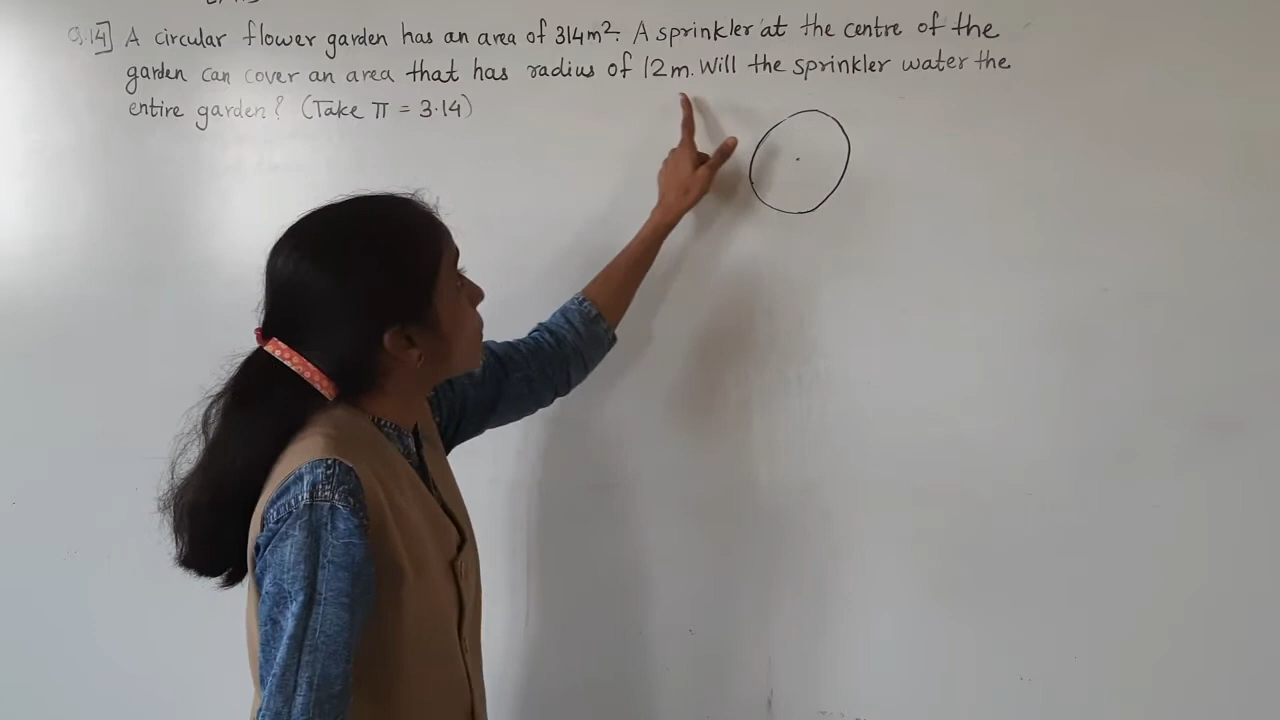 Q.14] A circular flower garden has an area of 314m². A sprinkler at the centre of the
garden can cover an area that has radius of 12m. Will the sprinkler water the
entire garden? (Take π = 3.14)